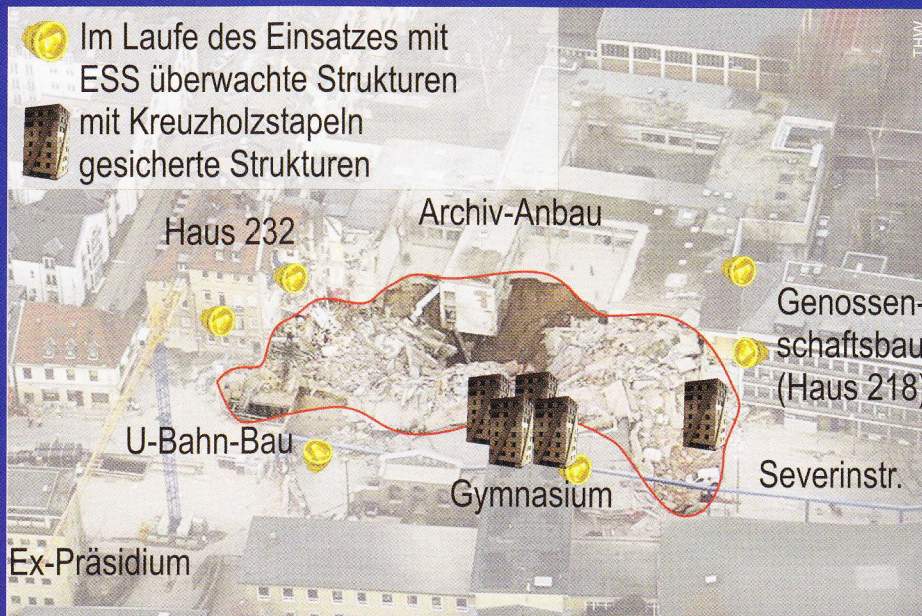 Im Laufe des Einsatzes mit
ESS überwachte Strukturen
mit Kreuzholzstapeln
gesicherte Strukturen
THW
Archiv-Anbau
Haus 232
Genossen-
schaftsbau
(Haus 218)
U-Bahn-Bau
Gymnasium
Severinstr.
Ex-Präsidium